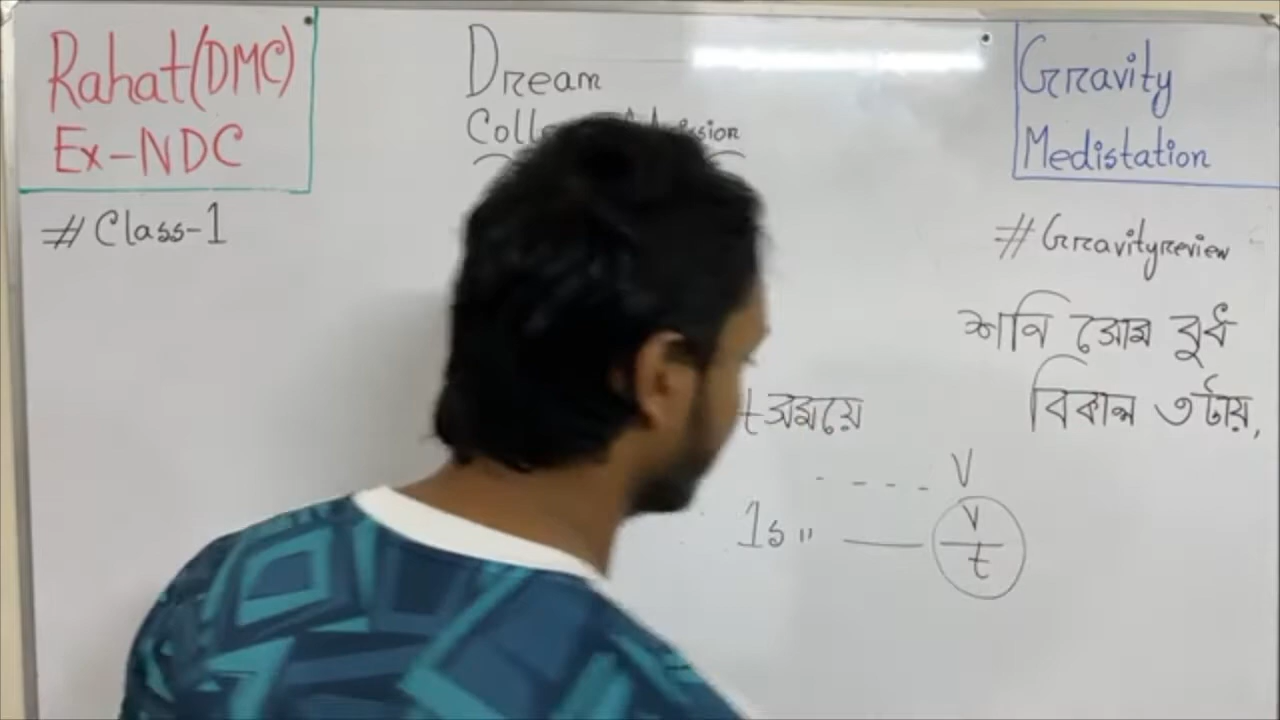 Rahat(DMC)
Ex-NDC
#Class-1
Dream
Gravity
Medistation
#Gravityreview
শনি সোম বুধ
বিকাল ৩টায়,
t সময়ে
---- V
1s " — V/t